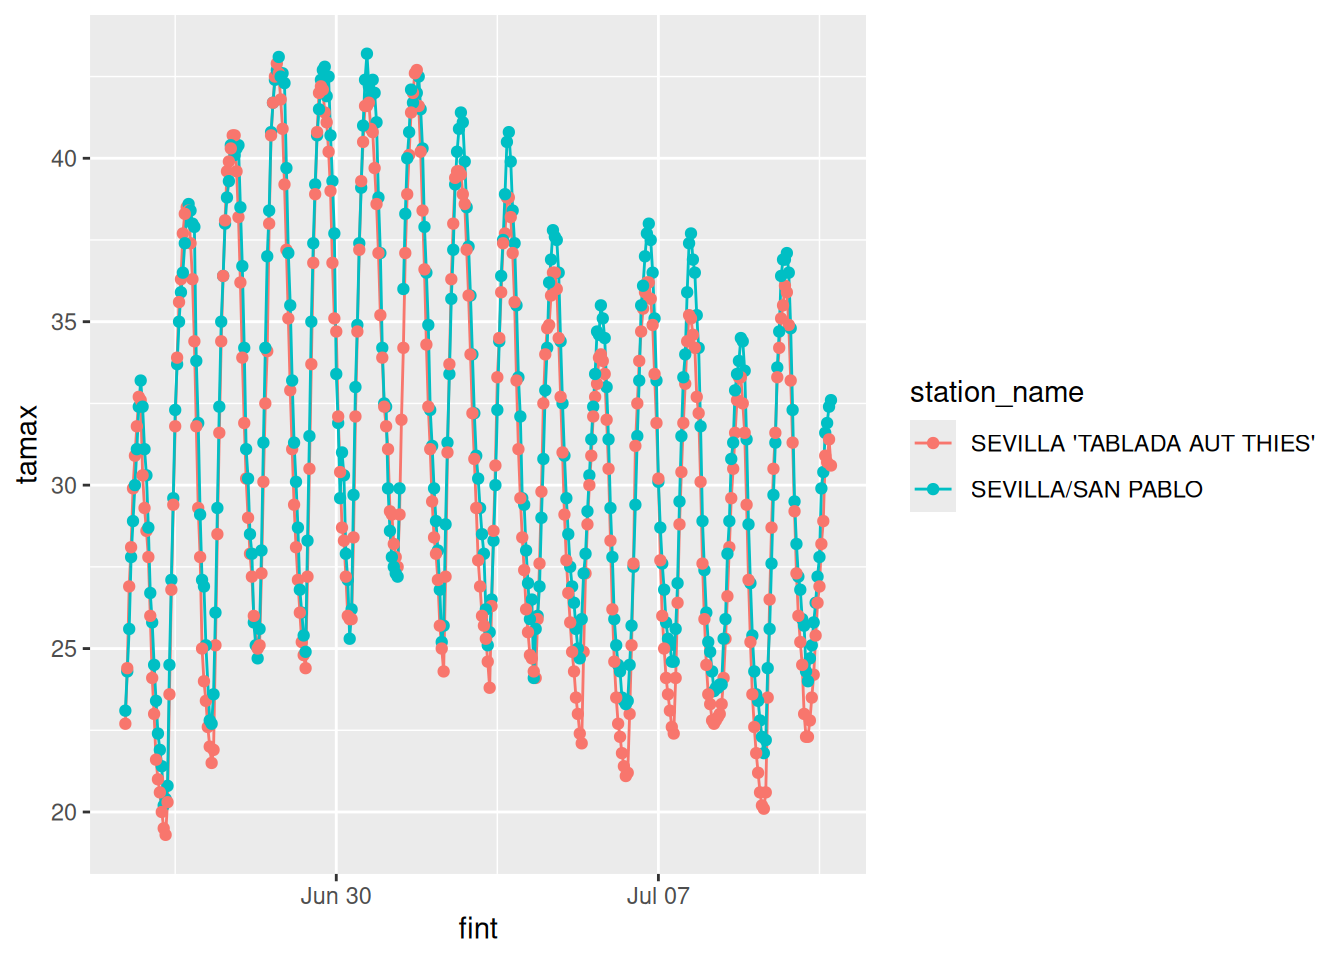 40
35
30
25
20
tamax
Jun 30
Jul 07
fint
station_name
SEVILLA 'TABLADA AUT THIES'
SEVILLA/SAN PABLO